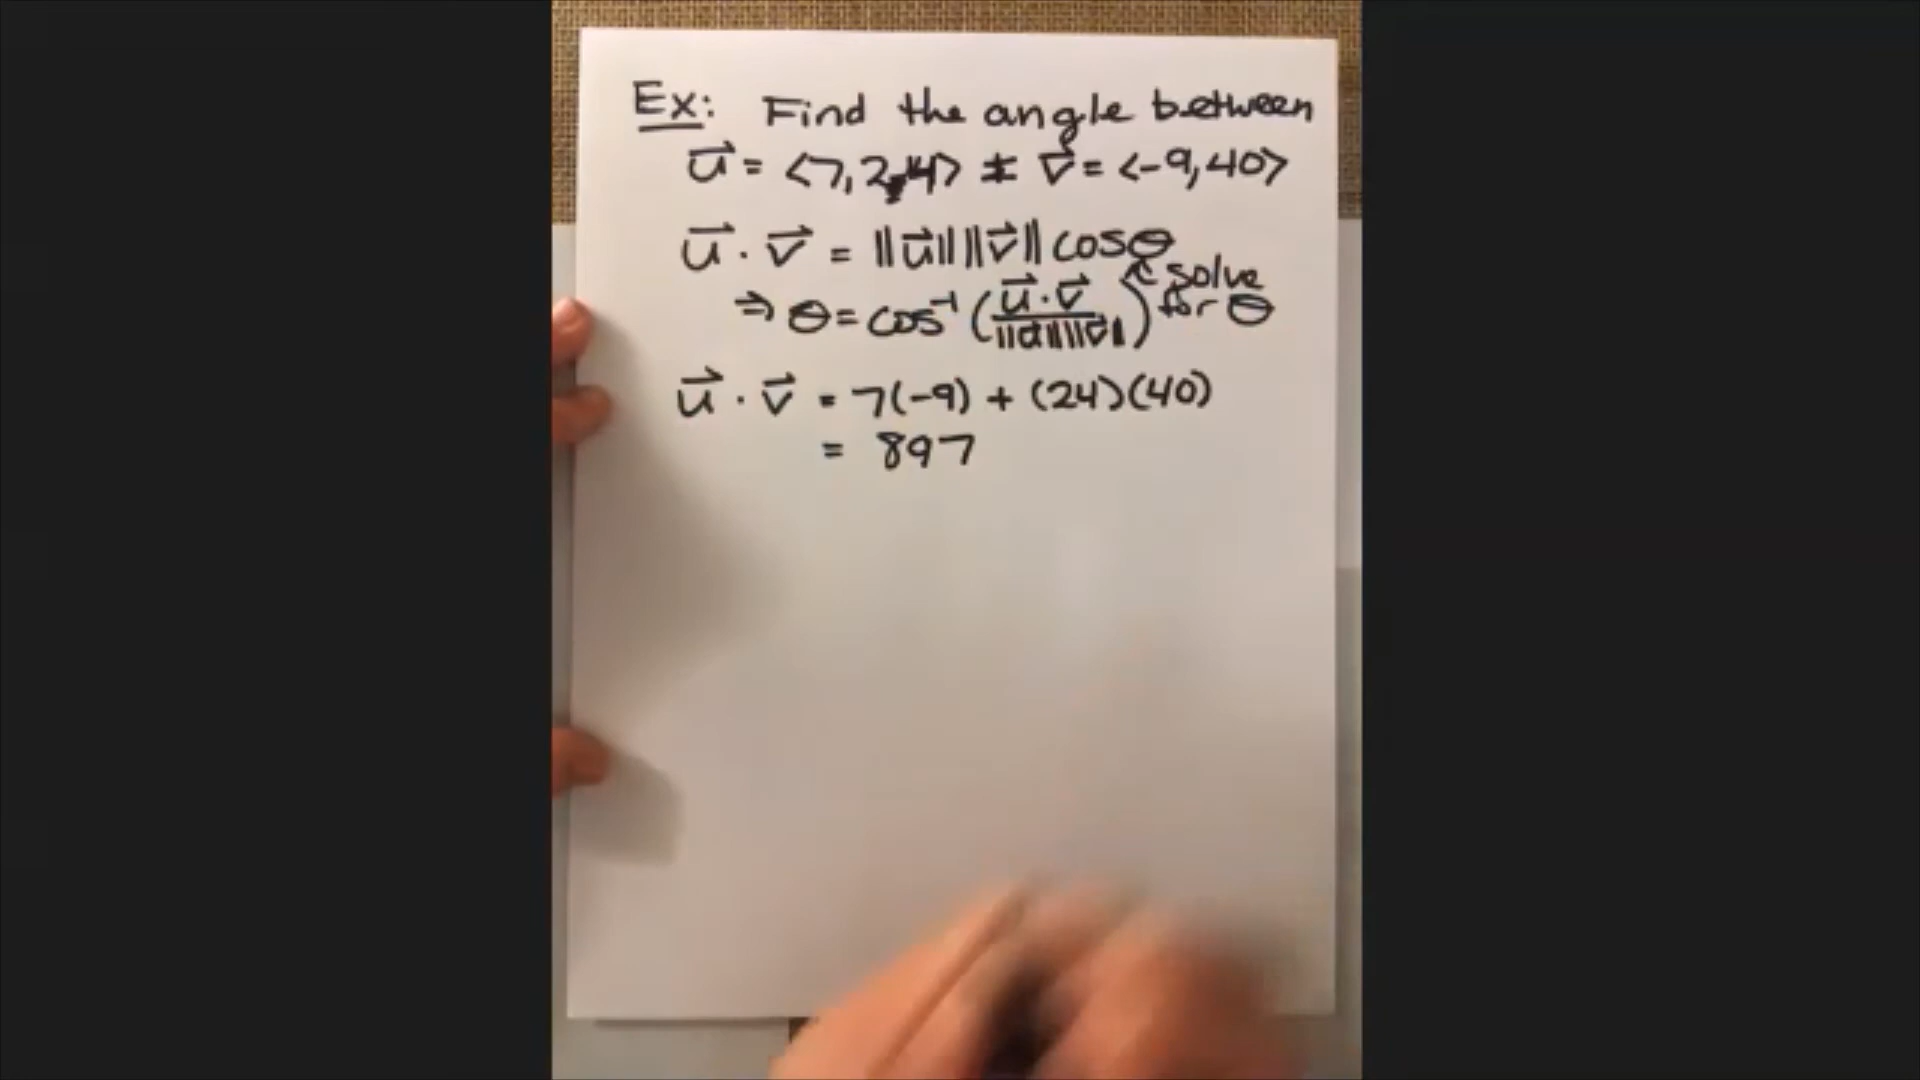 Ex: Find the angle between
u⃗ = <7, 24> & v⃗ = <-9, 40>
u⃗ · v⃗ = ||u⃗|| ||v⃗|| cosθ
↖ solve for θ
⇒ θ = cos⁻¹ (u⃗ · v⃗ / ||u⃗|| ||v⃗||)
u⃗ · v⃗ = 7(-9) + (24)(40)
= 897